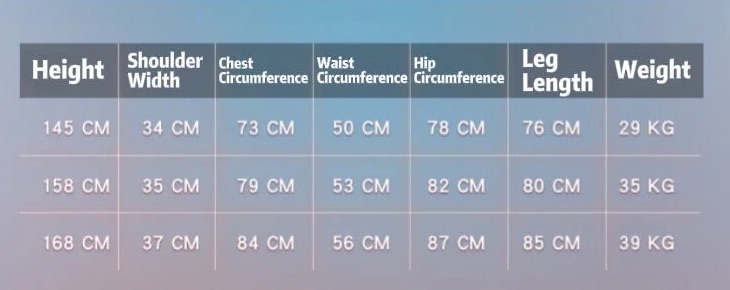 Height Shoulder Width Chest Circumference Waist Circumference Hip Circumference Leg Length Weight
145 CM 34 CM 73 CM 50 CM 78 CM 76 CM 29 KG
158 CM 35 CM 79 CM 53 CM 82 CM 80 CM 35 KG
168 CM 37 CM 84 CM 56 CM 87 CM 85 CM 39 KG